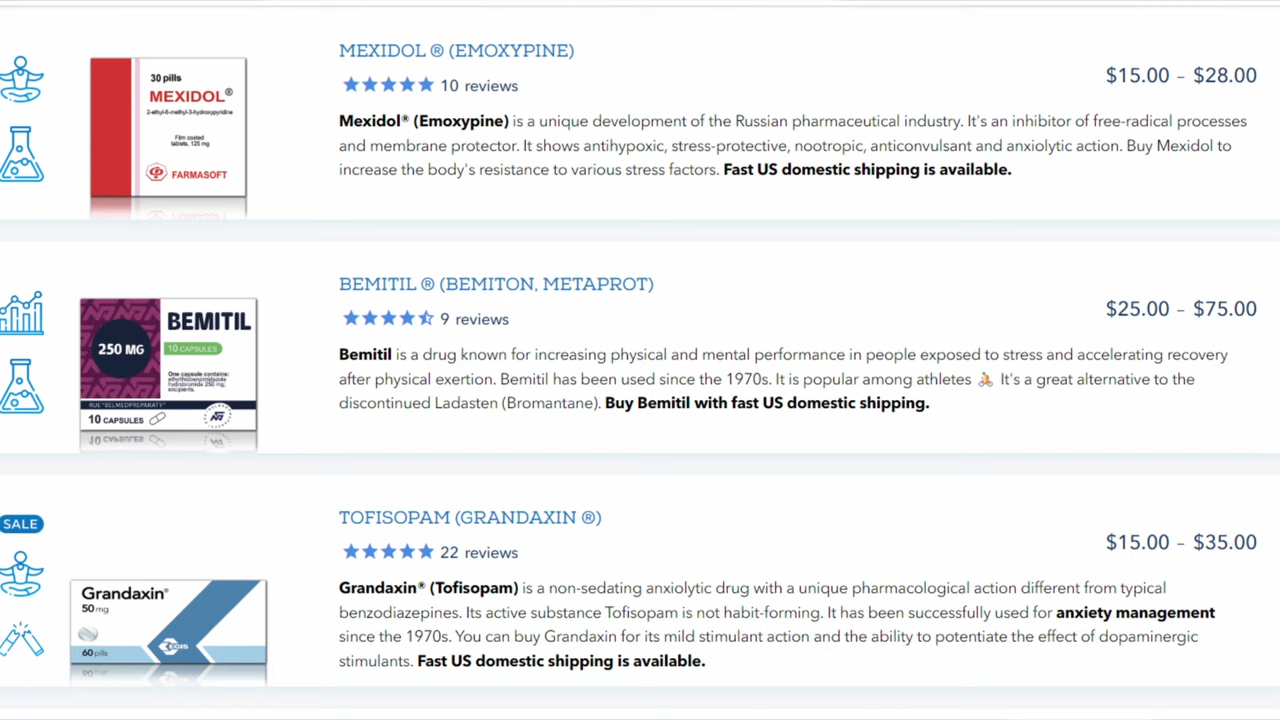 MEXIDOL ® (EMOXYPINE)
10 reviews
$15.00 – $28.00
30 pills
MEXIDOL®
2-ethyl-6-methyl-3-hydroxypyridine
Film coated
tablets, 125 mg
FARMASOFT
Mexidol® (Emoxypine) is a unique development of the Russian pharmaceutical industry. It's an inhibitor of free-radical processes
and membrane protector. It shows antihypoxic, stress-protective, nootropic, anticonvulsant and anxiolytic action. Buy Mexidol to
increase the body's resistance to various stress factors. Fast US domestic shipping is available.
BEMITIL ® (BEMITON, METAPROT)
9 reviews
$25.00 – $75.00
BEMITIL
250 MG
10 CAPSULES
One capsule contains:
ethylthiobenzimidazole
hydrobromide 250 mg,
excipients.
RUE "BELMEDPREPARATY"
10 CAPSULES
Bemitil is a drug known for increasing physical and mental performance in people exposed to stress and accelerating recovery
after physical exertion. Bemitil has been used since the 1970s. It is popular among athletes 🚴 It's a great alternative to the
discontinued Ladasten (Bromantane). Buy Bemitil with fast US domestic shipping.
SALE
TOFISOPAM (GRANDAXIN ®)
22 reviews
$15.00 – $35.00
Grandaxin®
50 mg
EGIS
60 pills
Grandaxin® (Tofisopam) is a non-sedating anxiolytic drug with a unique pharmacological action different from typical
benzodiazepines. Its active substance Tofisopam is not habit-forming. It has been successfully used for anxiety management
since the 1970s. You can buy Grandaxin for its mild stimulant action and the ability to potentiate the effect of dopaminergic
stimulants. Fast US domestic shipping is available.